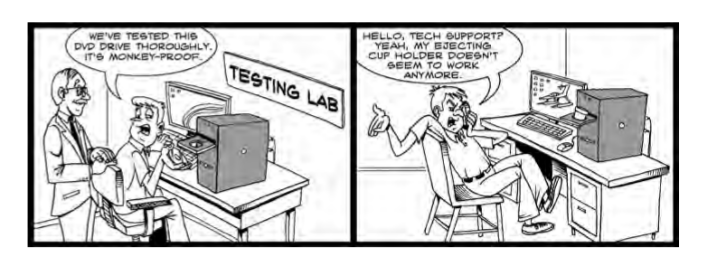 WE'VE TESTED THIS
DVD DRIVE THOROUGHLY.
IT'S MONKEY-PROOF.
TESTING LAB
HELLO, TECH SUPPORT?
YEAH, MY EJECTING
CUP HOLDER DOESN'T
SEEM TO WORK
ANYMORE.